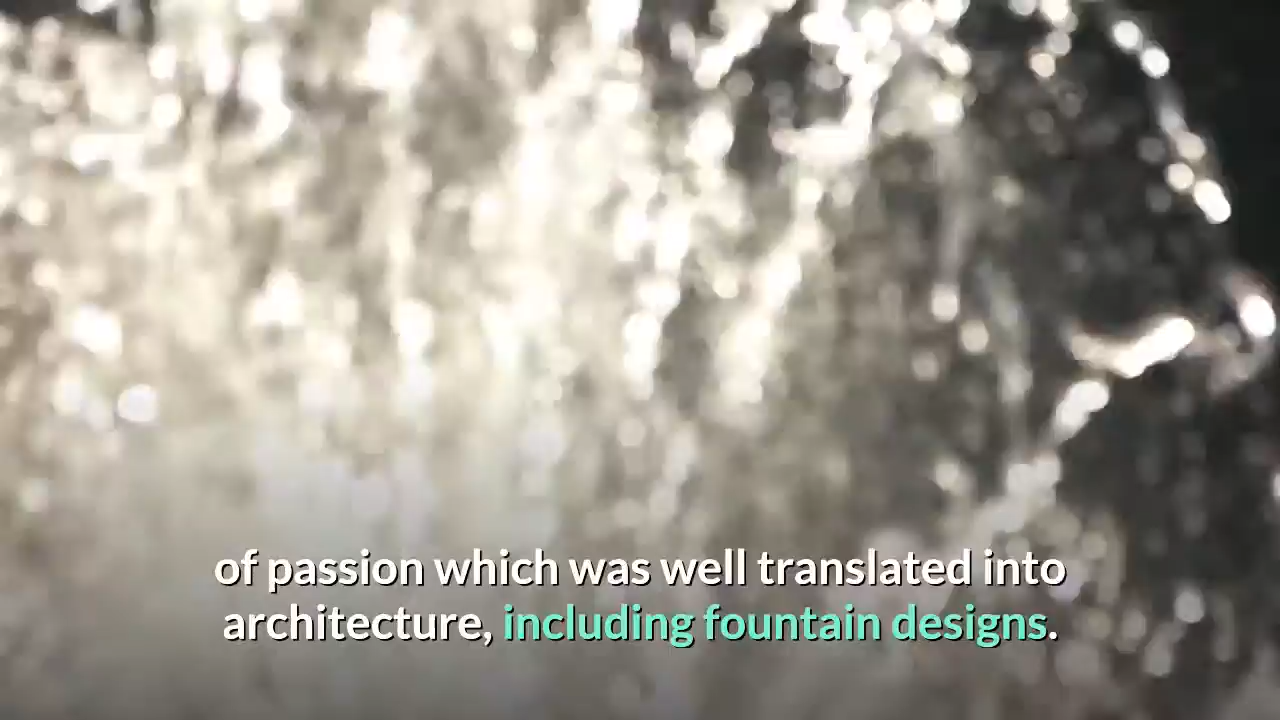 of passion which was well translated into
architecture, including fountain designs.